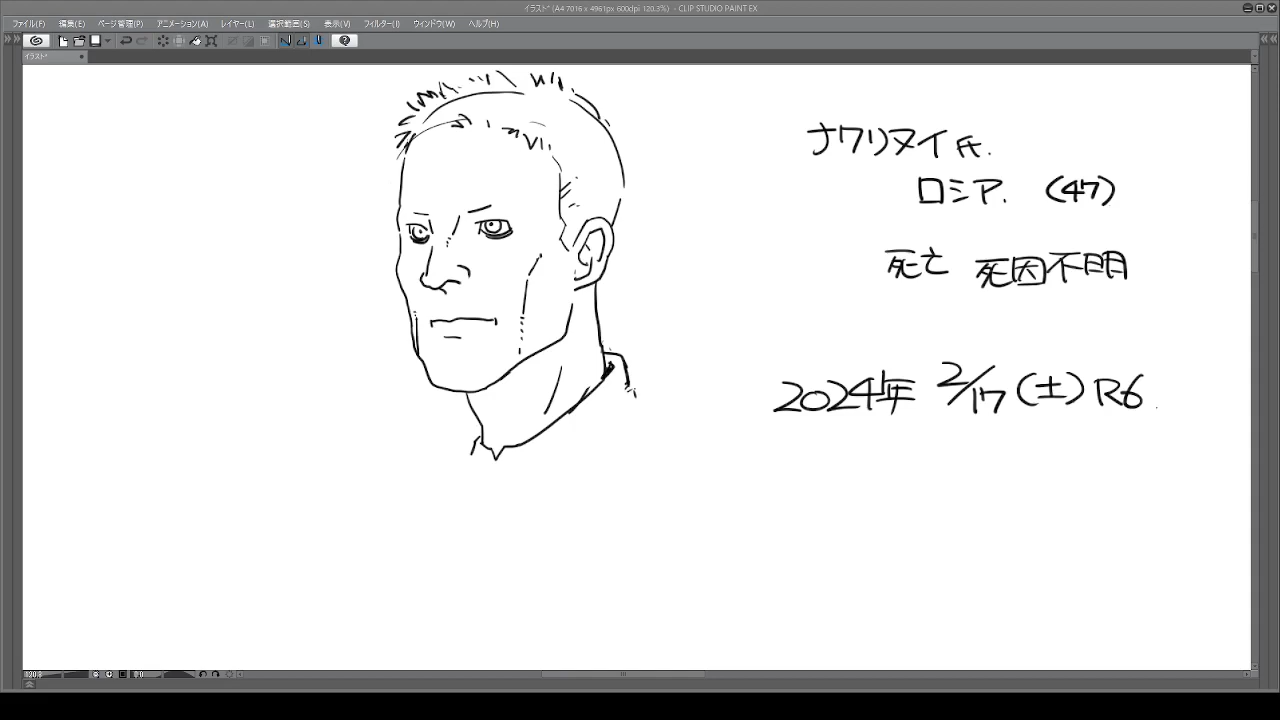 イラスト* (A4 7016 x 4961px 600dpi 120.3%) - CLIP STUDIO PAINT EX
ファイル(F) 編集(E) ページ管理(P) アニメーション(A) レイヤー(L) 選択範囲(S) 表示(V) フィルター(I) ウィンドウ(W) ヘルプ(H)
イラスト*
ナワリヌイ氏.
ロシア. (47)
死亡 死因不明
2024年 2/17(土) R6.